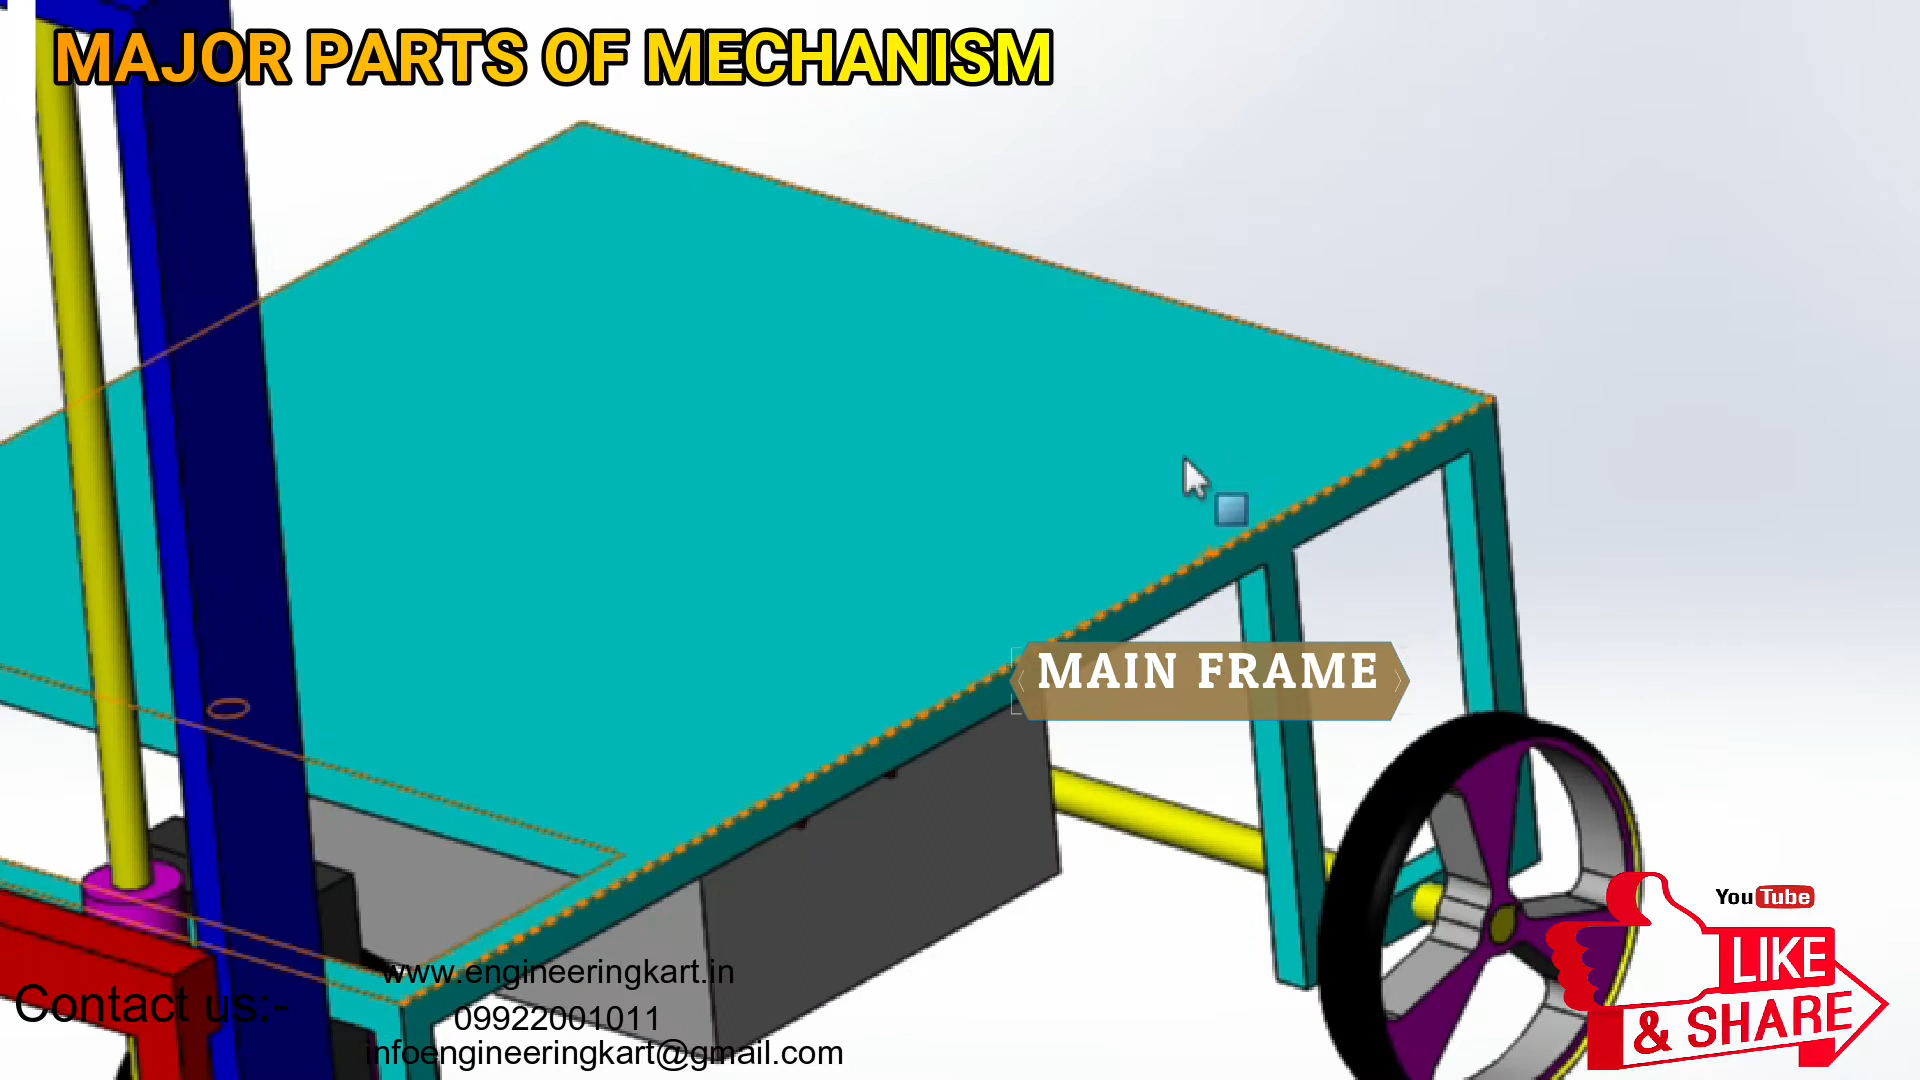 MAJOR PARTS OF MECHANISM
MAIN FRAME
YouTube
LIKE
& SHARE
www.engineeringkart.in
Contact us:-
09922001011
infoengineeringkart@gmail.com